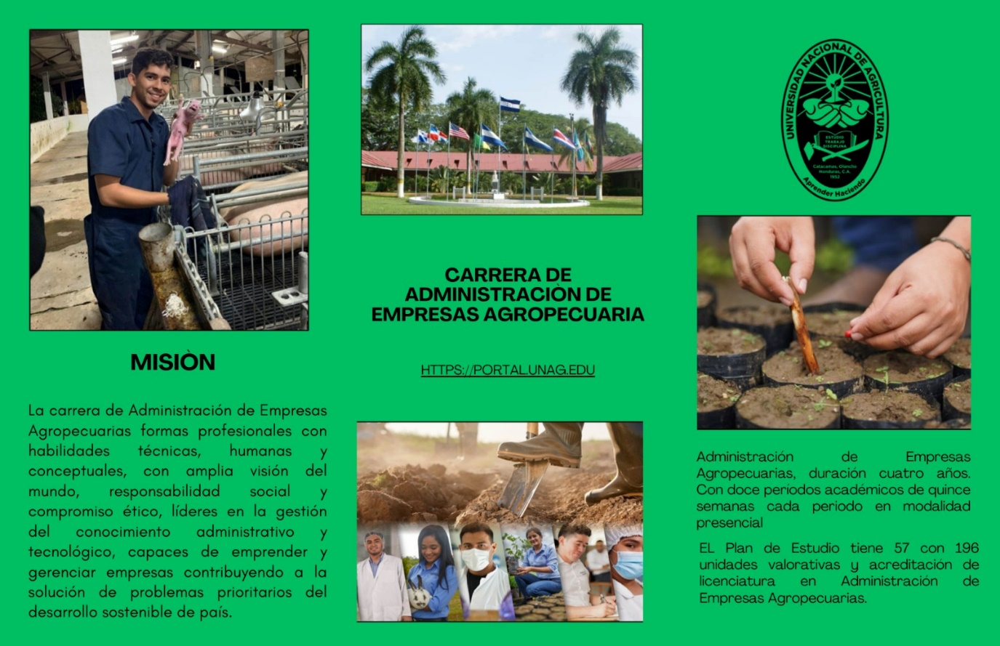 MISIÒN
La carrera de Administración de Empresas
Agropecuarias formas profesionales con
habilidades técnicas, humanas y
conceptuales, con amplia visión del
mundo, responsabilidad social y
compromiso ético, líderes en la gestión
del conocimiento administrativo y
tecnológico, capaces de emprender y
gerenciar empresas contribuyendo a la
solución de problemas prioritarios del
desarrollo sostenible de país.
CARRERA DE
ADMINISTRACIÒN DE
EMPRESAS AGROPECUARIA
HTTPS://PORTAL.UNAG.EDU
UNIVERSIDAD NACIONAL DE AGRICULTURA
ESTUDIO
TRABAJO
DISCIPLINA
Catacamas, Olancho
Honduras, C.A.
1952
Aprender Haciendo
Administración de Empresas
Agropecuarias, duración cuatro años.
Con doce períodos académicos de quince
semanas cada periodo en modalidad
presencial
EL Plan de Estudio tiene 57 con 196
unidades valorativas y acreditación de
licenciatura en Administración de
Empresas Agropecuarias.